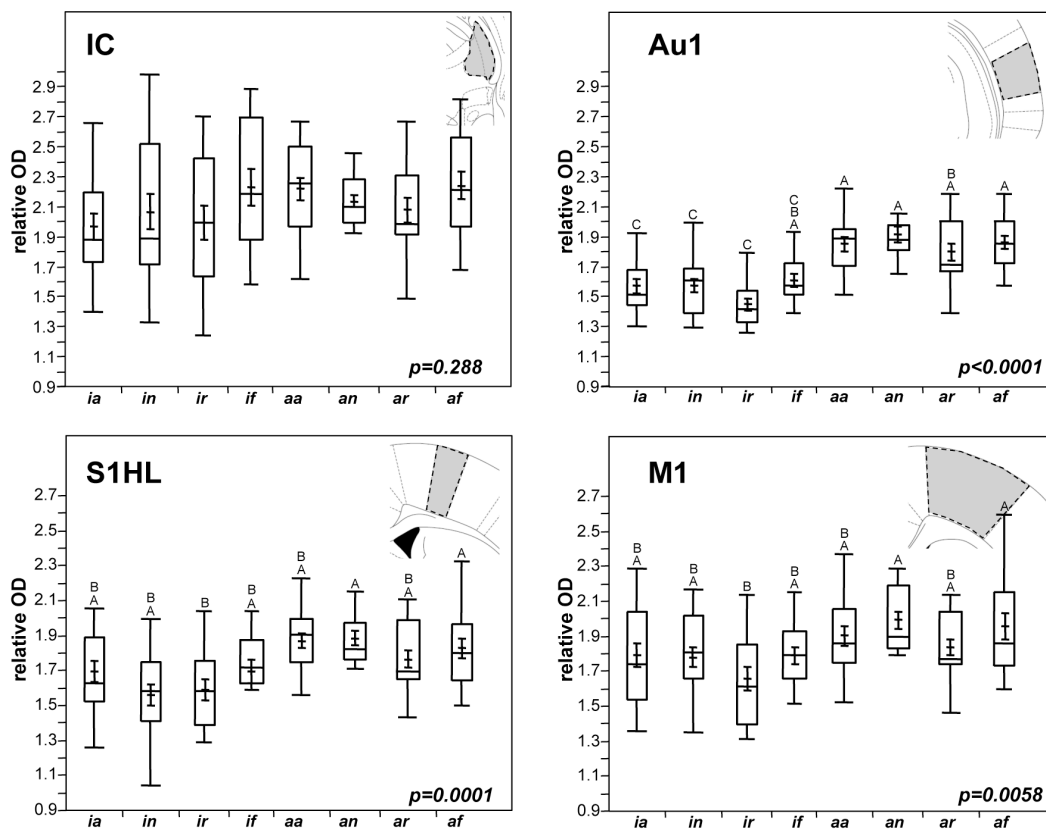 IC
relative OD
2.9
2.7
2.5
2.3
2.1
1.9
1.7
1.5
1.3
1.1
0.9
p=0.288
ia in ir if aa an ar af
Au1
relative OD
2.9
2.7
2.5
2.3
2.1
1.9
1.7
1.5
1.3
1.1
0.9
C C C C B A A A B A A
p<0.0001
ia in ir if aa an ar af
S1HL
relative OD
2.7
2.5
2.3
2.1
1.9
1.7
1.5
1.3
1.1
0.9
B A B A B B A B A A B A A
p=0.0001
ia in ir if aa an ar af
M1
relative OD
2.7
2.5
2.3
2.1
1.9
1.7
1.5
1.3
1.1
0.9
B A B A B B A B A A B A A
p=0.0058
ia in ir if aa an ar af